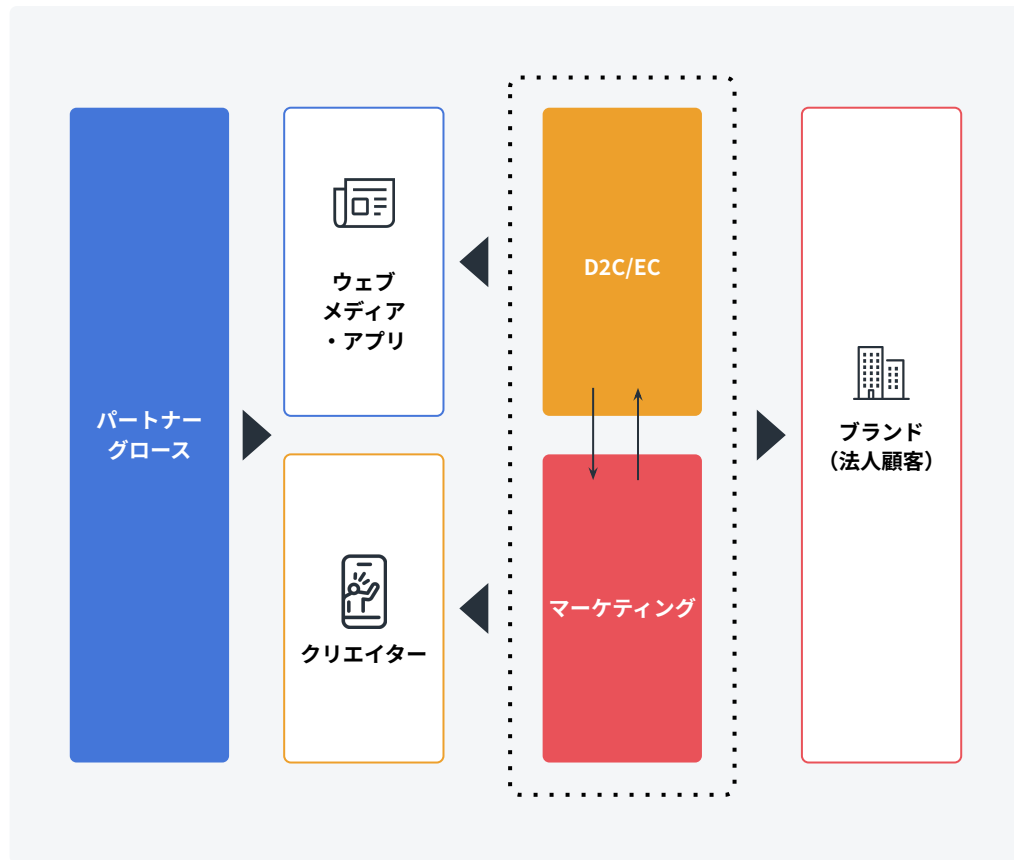 パートナー
グロース
ウェブ
メディア
・アプリ
クリエイター
D2C/EC
マーケティング
ブランド
（法人顧客）